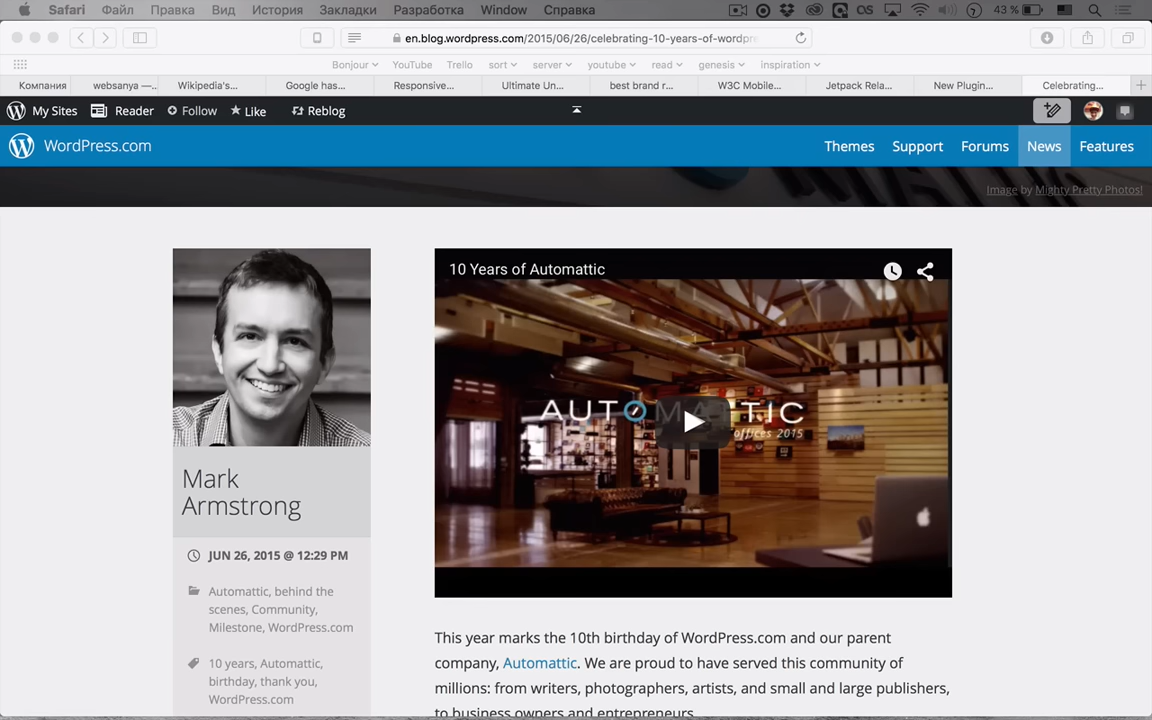 Safari Файл Правка Вид История Закладки Разработка Window Справка 43 %
en.blog.wordpress.com/2015/06/26/celebrating-10-years-of-wordpr
Bonjour YouTube Trello sort server youtube read genesis inspiration
Компания websanya —... Wikipedia's... Google has... Responsive... Ultimate Un... best brand r... W3C Mobile... Jetpack Rela... New Plugin... Celebrating...
My Sites Reader Follow Like Reblog
WordPress.com Themes Support Forums News Features
Image by Mighty Pretty Photos!
10 Years of Automattic
AUTOMATTIC
offices 2015
Mark
Armstrong
JUN 26, 2015 @ 12:29 PM
Automattic, behind the
scenes, Community,
Milestone, WordPress.com
10 years, Automattic,
birthday, thank you,
WordPress.com
This year marks the 10th birthday of WordPress.com and our parent
company, Automattic. We are proud to have served this community of
millions: from writers, photographers, artists, and small and large publishers,
to business owners and entrepreneurs.